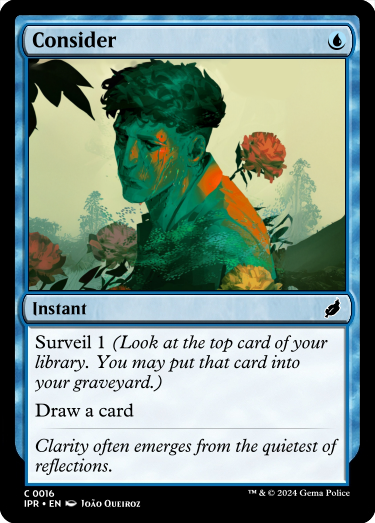 Consider
Instant
Surveil 1 (Look at the top card of your
library. You may put that card into
your graveyard.)
Draw a card
Clarity often emerges from the quietest of
reflections.
C 0016
IPR • EN João Queiroz
™ & © 2024 Gema Police